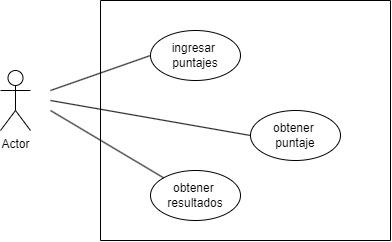 ingresar
puntajes
obtener
puntaje
Actor
obtener
resultados